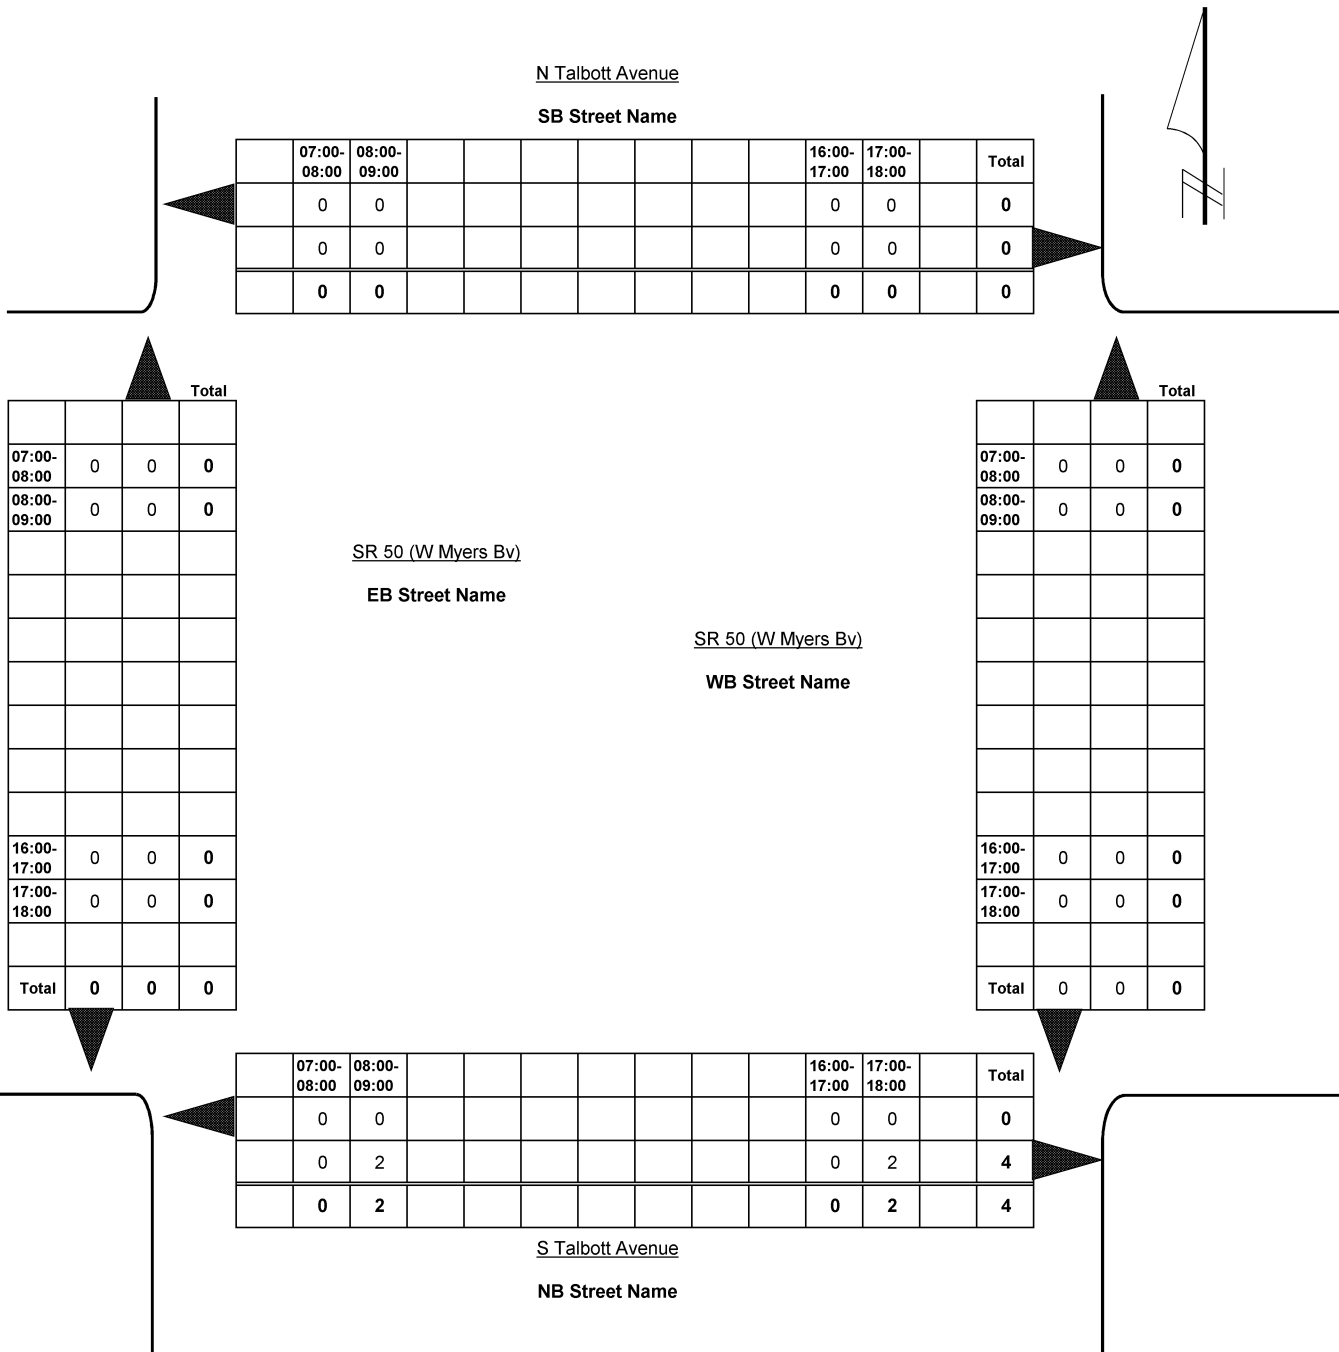 N Talbott Avenue
SB Street Name
07:00- 08:00- 16:00- 17:00- Total
08:00 09:00 17:00 18:00
0 0 0 0 0
0 0 0 0 0
0 0 0 0 0
Total
07:00-
08:00 0 0 0
08:00-
09:00 0 0 0
16:00-
17:00 0 0 0
17:00-
18:00 0 0 0
Total 0 0 0
SR 50 (W Myers Bv)
EB Street Name
SR 50 (W Myers Bv)
WB Street Name
Total
07:00-
08:00 0 0 0
08:00-
09:00 0 0 0
16:00-
17:00 0 0 0
17:00-
18:00 0 0 0
Total 0 0 0
07:00- 08:00- 16:00- 17:00- Total
08:00 09:00 17:00 18:00
0 0 0 0 0
0 2 0 2 4
0 2 0 2 4
S Talbott Avenue
NB Street Name